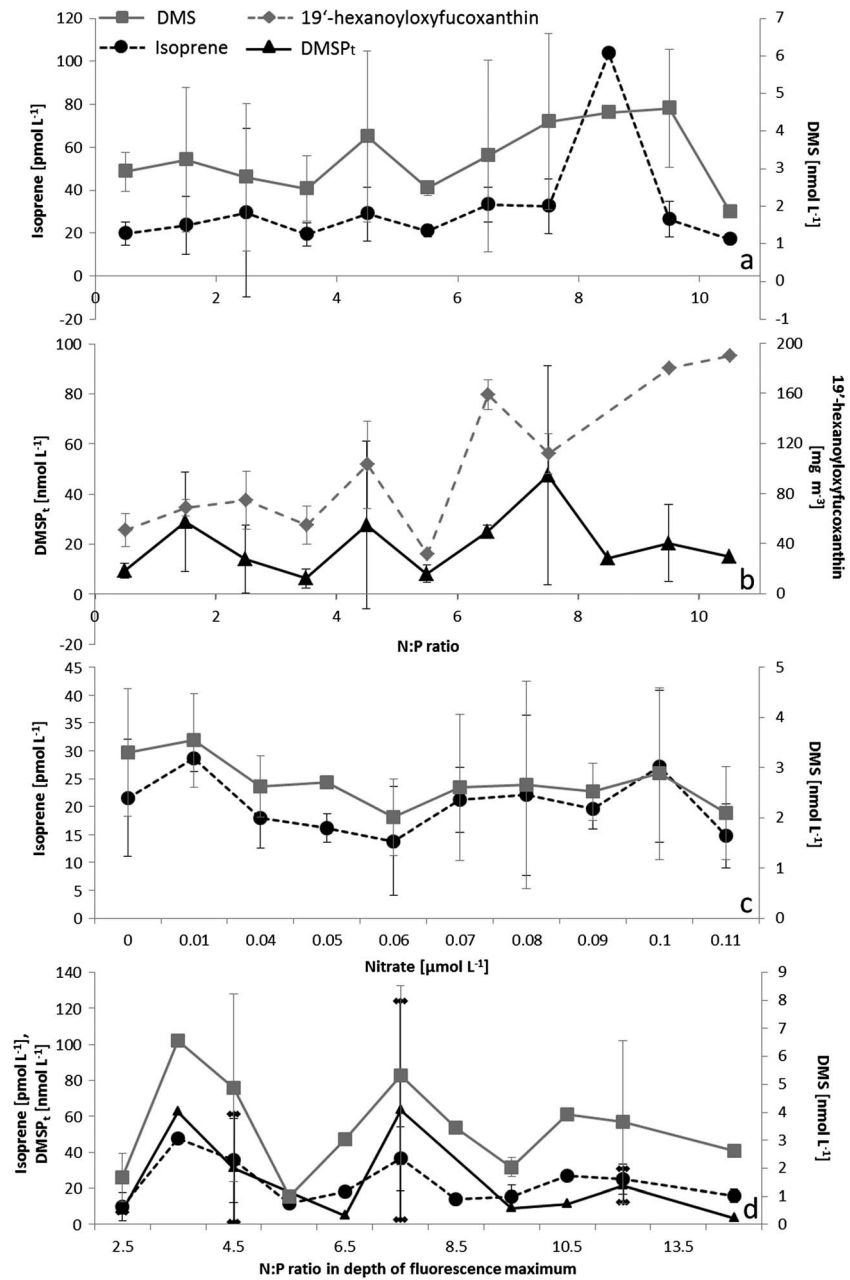 DMS
19‘-hexanoyloxyfucoxanthin
Isoprene
DMSPt
Isoprene [pmol L-1]
120
100
80
60
40
20
0
-20
DMS [nmol L-1]
7
6
5
4
3
2
1
0
-1
0 2 4 6 8 10
a
DMSPt [nmol L-1]
100
80
60
40
20
0
-20
19’-hexanoyloxyfucoxanthin
[mg m-3]
200
160
120
80
40
0
0 2 4 6 8 10
b
N:P ratio
Isoprene [pmol L-1]
45
40
35
30
25
20
15
10
5
0
DMS [nmol L-1]
5
4
3
2
1
0
c
0 0.01 0.04 0.05 0.06 0.07 0.08 0.09 0.1 0.11
Nitrate [µmol L-1]
Isoprene [pmol L-1],
DMSPt [nmol L-1]
140
120
100
80
60
40
20
0
DMS [nmol L-1]
9
8
7
6
5
4
3
2
1
0
d
2.5 4.5 6.5 8.5 10.5 13.5
N:P ratio in depth of fluorescence maximum